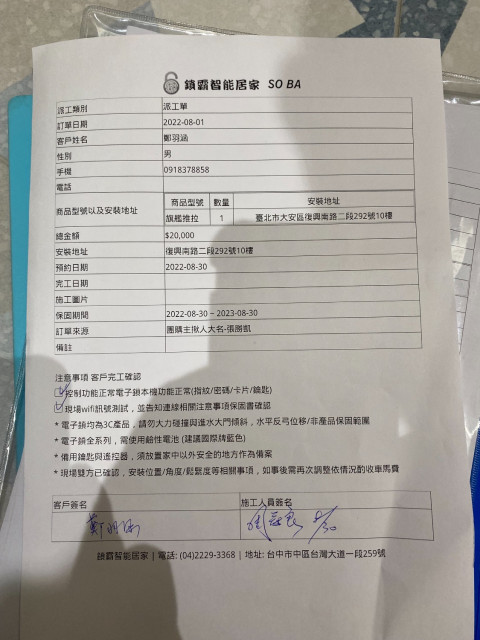 鎖霸智能居家 SO BA
派工類別 派工單
訂單日期 2022-08-01
客戶姓名 鄭羽涵
性別 男
手機 0918378858
電話
商品型號以及安裝地址 商品型號 數量 安裝地址
旗艦推拉 1 臺北市大安區復興南路二段292號10樓
總金額 $20,000
安裝地址 復興南路二段292號10樓
預約日期 2022-08-30
完工日期
施工圖片
保固期間 2022-08-30 ~ 2023-08-30
訂單來源 團購主揪人大名-張勝凱
備註
注意事項 客戶完工確認
控制功能正常電子鎖本機功能正常(指紋/密碼/卡片/鑰匙)
現場wifi訊號測試，並告知連線相關注意事項保固書確認
* 電子鎖均為3C產品，請勿大力碰撞與進水大門傾斜，水平反弓位移/非產品保固範圍
* 電子鎖全系列，需使用鹼性電池 (建議國際牌藍色)
* 備用鑰匙與遙控器，須放置家中以外安全的地方作為備案
* 現場雙方已確認，安裝位置/角度/鬆緊度等相關事項，如事後需再次調整依情況酌收車馬費
客戶簽名 施工人員簽名
鄭羽涵 8/30
鎖霸智能居家 | 電話: (04)2229-3368 | 地址: 台中市中區台灣大道一段259號